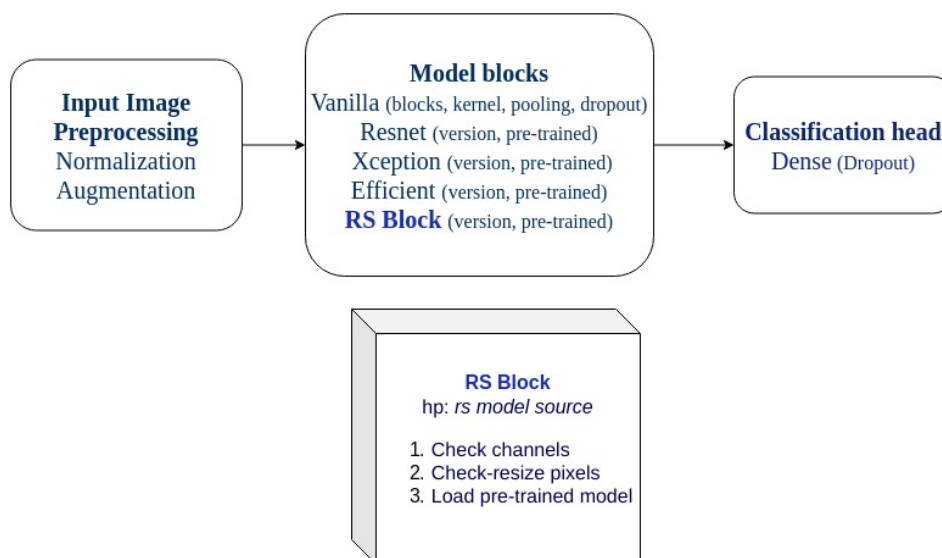 Input Image
Preprocessing
Normalization
Augmentation
Model blocks
Vanilla (blocks, kernel, pooling, dropout)
Resnet (version, pre-trained)
Xception (version, pre-trained)
Efficient (version, pre-trained)
RS Block (version, pre-trained)
Classification head
Dense (Dropout)
RS Block
hp: rs model source
1. Check channels
2. Check-resize pixels
3. Load pre-trained model